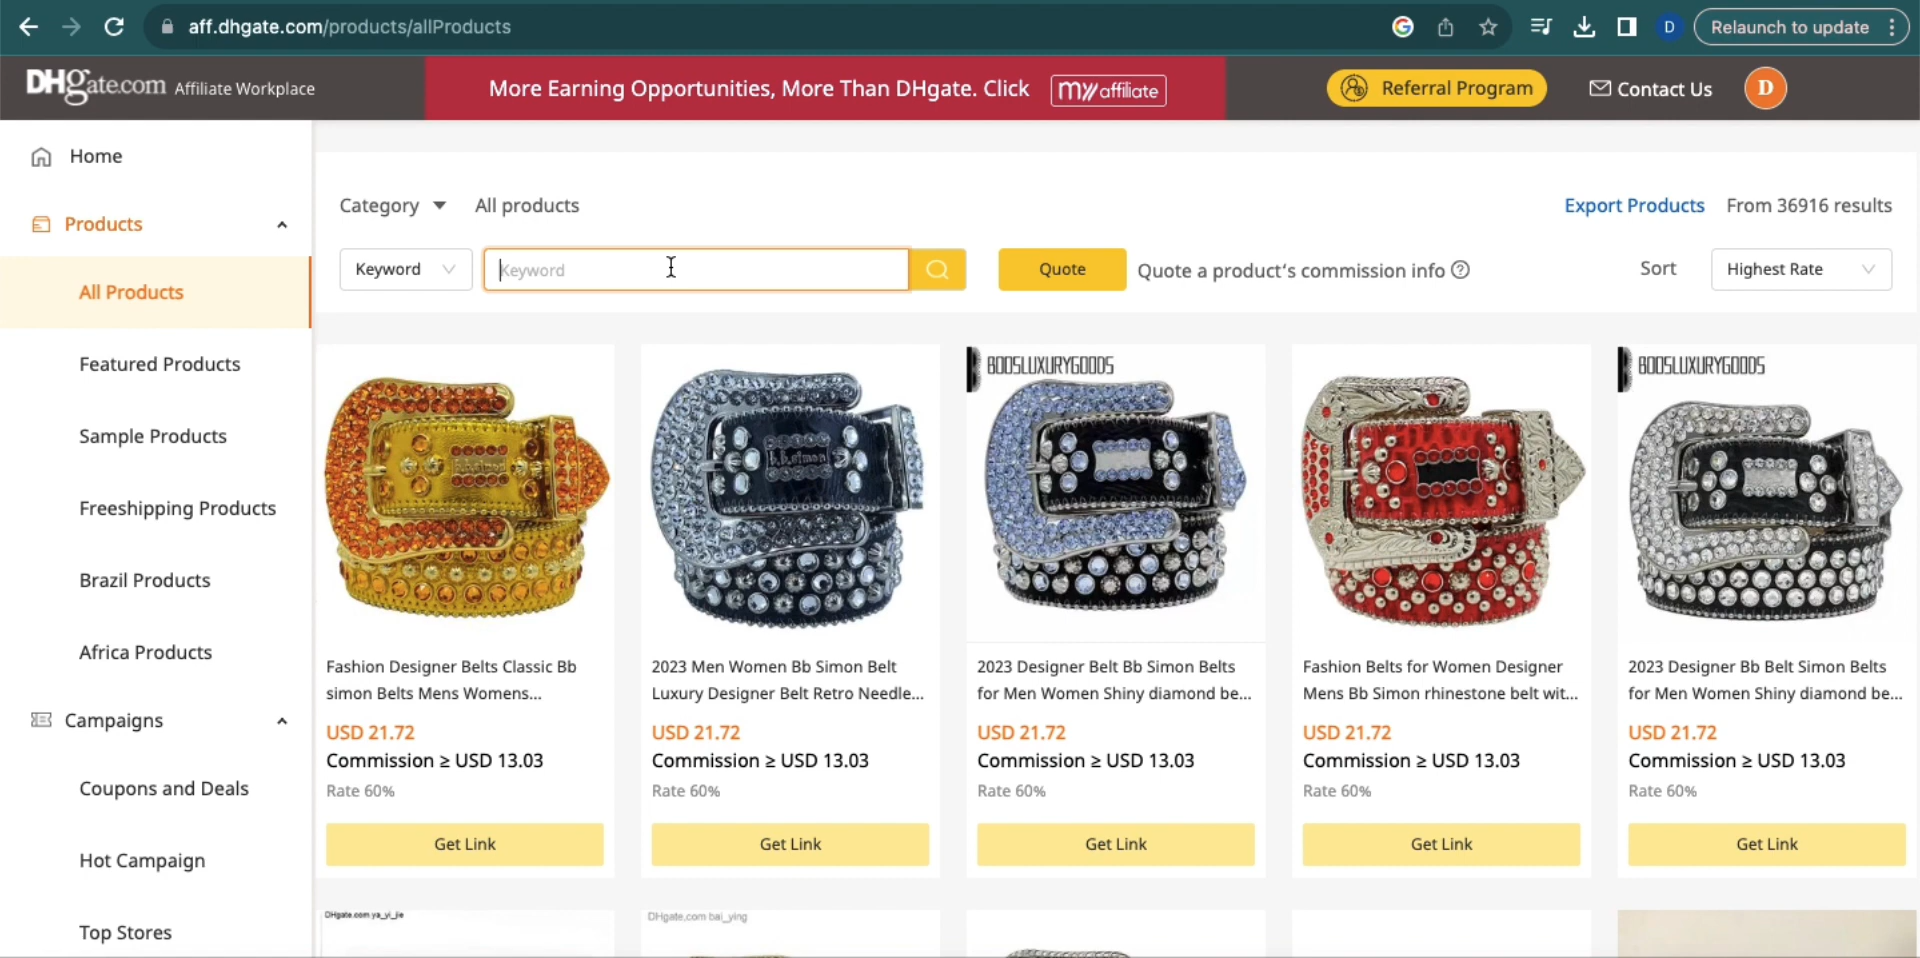 aff.dhgate.com/products/allProducts
D
Relaunch to update
DHgate.com Affiliate Workplace
More Earning Opportunities, More Than DHgate. Click
my affiliate
Referral Program
Contact Us
D
Home
Products
All Products
Featured Products
Sample Products
Freeshipping Products
Brazil Products
Africa Products
Campaigns
Coupons and Deals
Hot Campaign
Top Stores
Category
All products
Export Products
From 36916 results
Keyword
Keyword
Quote
Quote a product's commission info
Sort
Highest Rate
b.b.simon
Fashion Designer Belts Classic Bb
simon Belts Mens Womens...
USD 21.72
Commission ≥ USD 13.03
Rate 60%
Get Link
b.b.simon
2023 Men Women Bb Simon Belt
Luxury Designer Belt Retro Needle...
USD 21.72
Commission ≥ USD 13.03
Rate 60%
Get Link
BOOSLUXURYGOODS
2023 Designer Belt Bb Simon Belts
for Men Women Shiny diamond be...
USD 21.72
Commission ≥ USD 13.03
Rate 60%
Get Link
Fashion Belts for Women Designer
Mens Bb Simon rhinestone belt wit...
USD 21.72
Commission ≥ USD 13.03
Rate 60%
Get Link
BOOSLUXURYGOODS
2023 Designer Bb Belt Simon Belts
for Men Women Shiny diamond be...
USD 21.72
Commission ≥ USD 13.03
Rate 60%
Get Link
DHgate.com ya_yi_jie
DHgate.com bai_ying